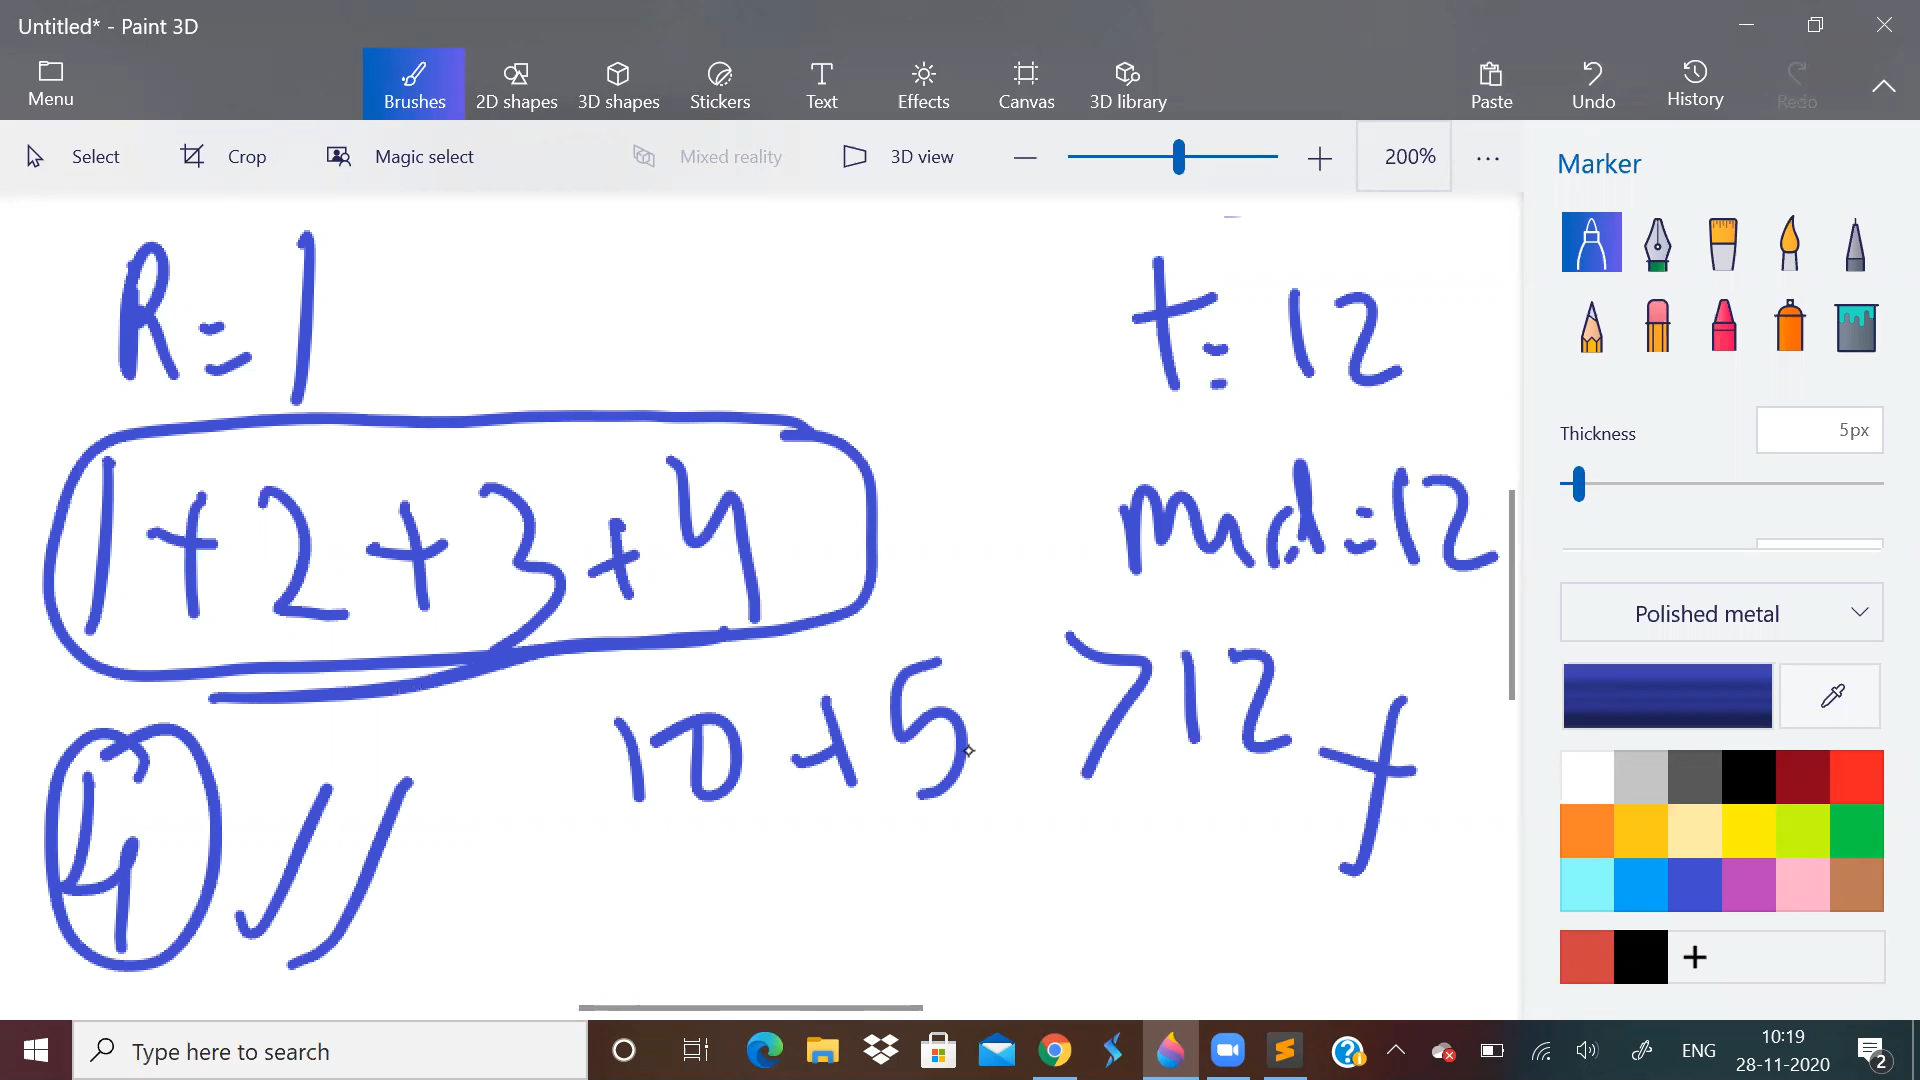 Untitled* - Paint 3D
Menu
Brushes
2D shapes
3D shapes
Stickers
Text
Effects
Canvas
3D library
Paste
Undo
History
Redo
Select
Crop
Magic select
Mixed reality
3D view
200%
Marker
Thickness
5px
Polished metal
R = 1
t = 12
1 + 2 + 3 + 4
mid = 12
10 + 5 > 12
4
Type here to search
ENG
10:19
28-11-2020
2